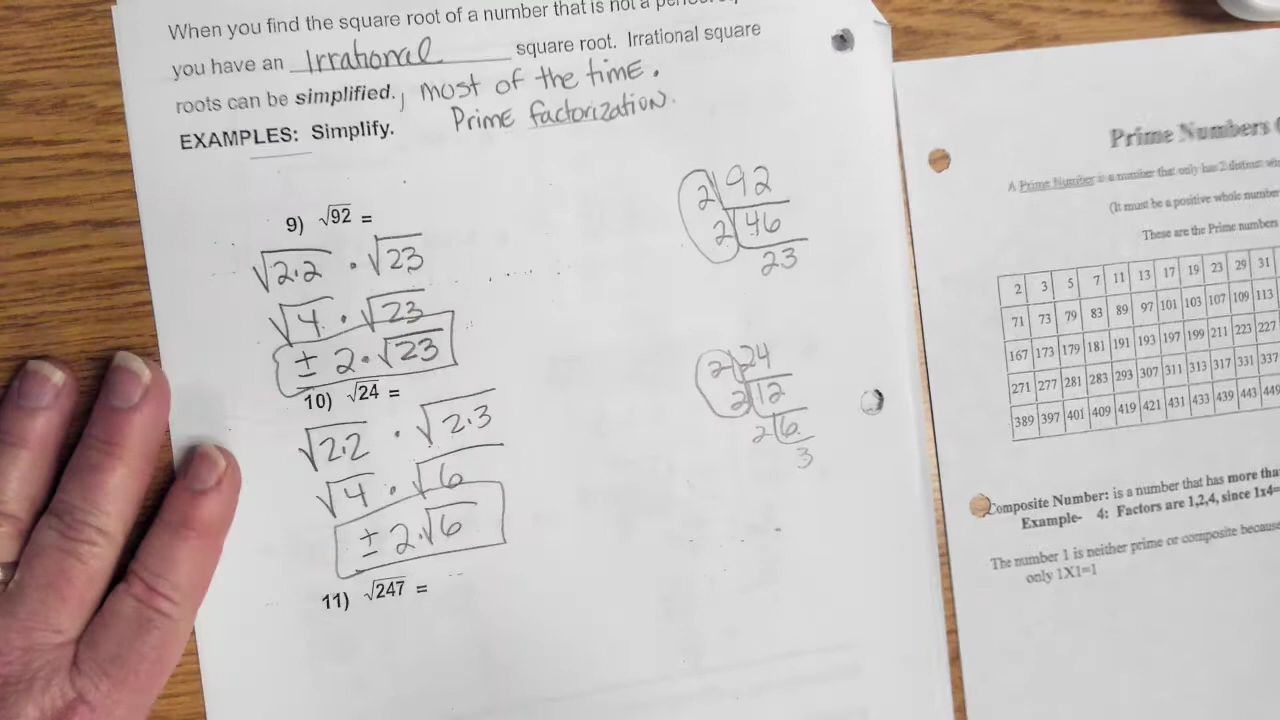 When you find the square root of a number that is not a
you have an Irrational square root. Irrational square
roots can be simplified., most of the time.
Prime factorization.
EXAMPLES: Simplify.
9) √92 =
√2·2 · √23
√4 · √23
± 2·√23
2 92
2 46
23
10) √24 =
√2·2 · √2·3
√4 · √6
± 2·√6
2 24
2 12
2 6
3
11) √247 =
Prime Numbers
A Prime Number is a number that only has 2 distinct
(It must be a positive whole number
These are the Prime numbers
2 3 5 7 11 13 17 19 23 29 31
71 73 79 83 89 97 101 103 107 109 113
167 173 179 181 191 193 197 199 211 223 227
271 277 281 283 293 307 311 313 317 331 337
389 397 401 409 419 421 431 433 439 443 449
Composite Number: is a number that has more
Example- 4: Factors are 1,2,4, since 1x4=
The number 1 is neither prime or composite because
only 1X1=1